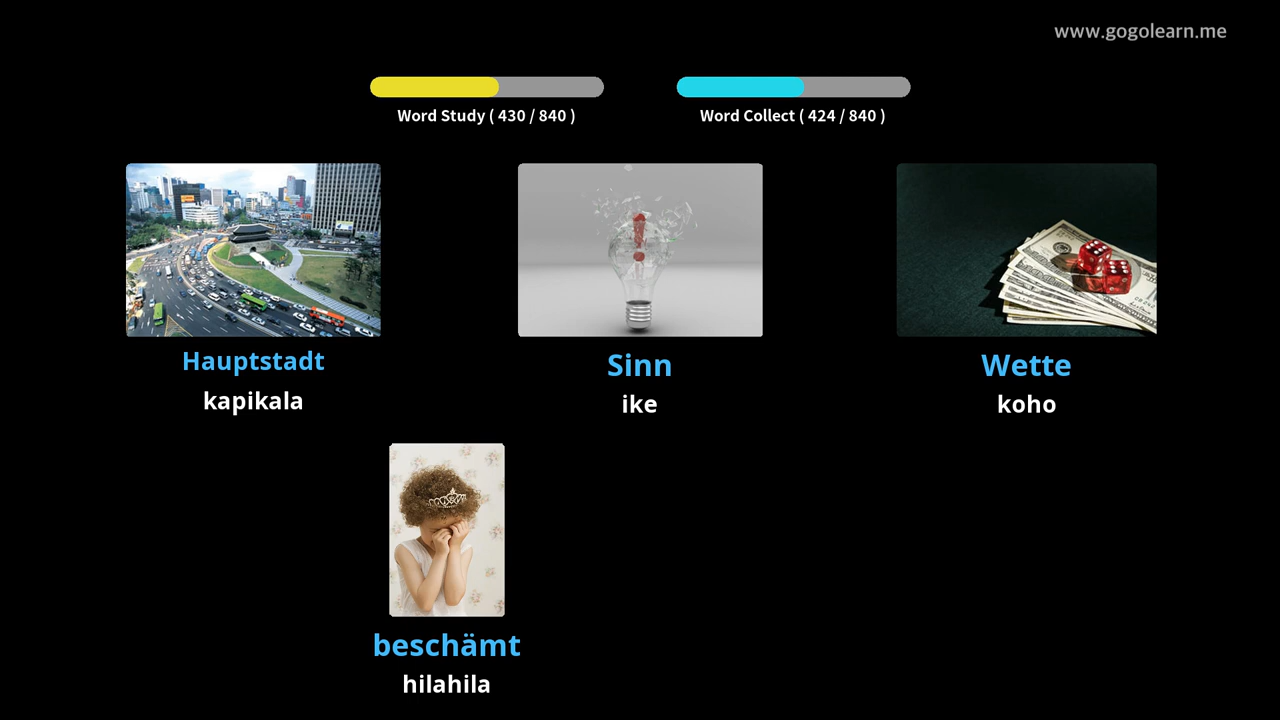 www.gogolearn.me
Word Study ( 430 / 840 )
Word Collect ( 424 / 840 )
Hauptstadt
kapikala
Sinn
ike
Wette
koho
beschämt
hilahila